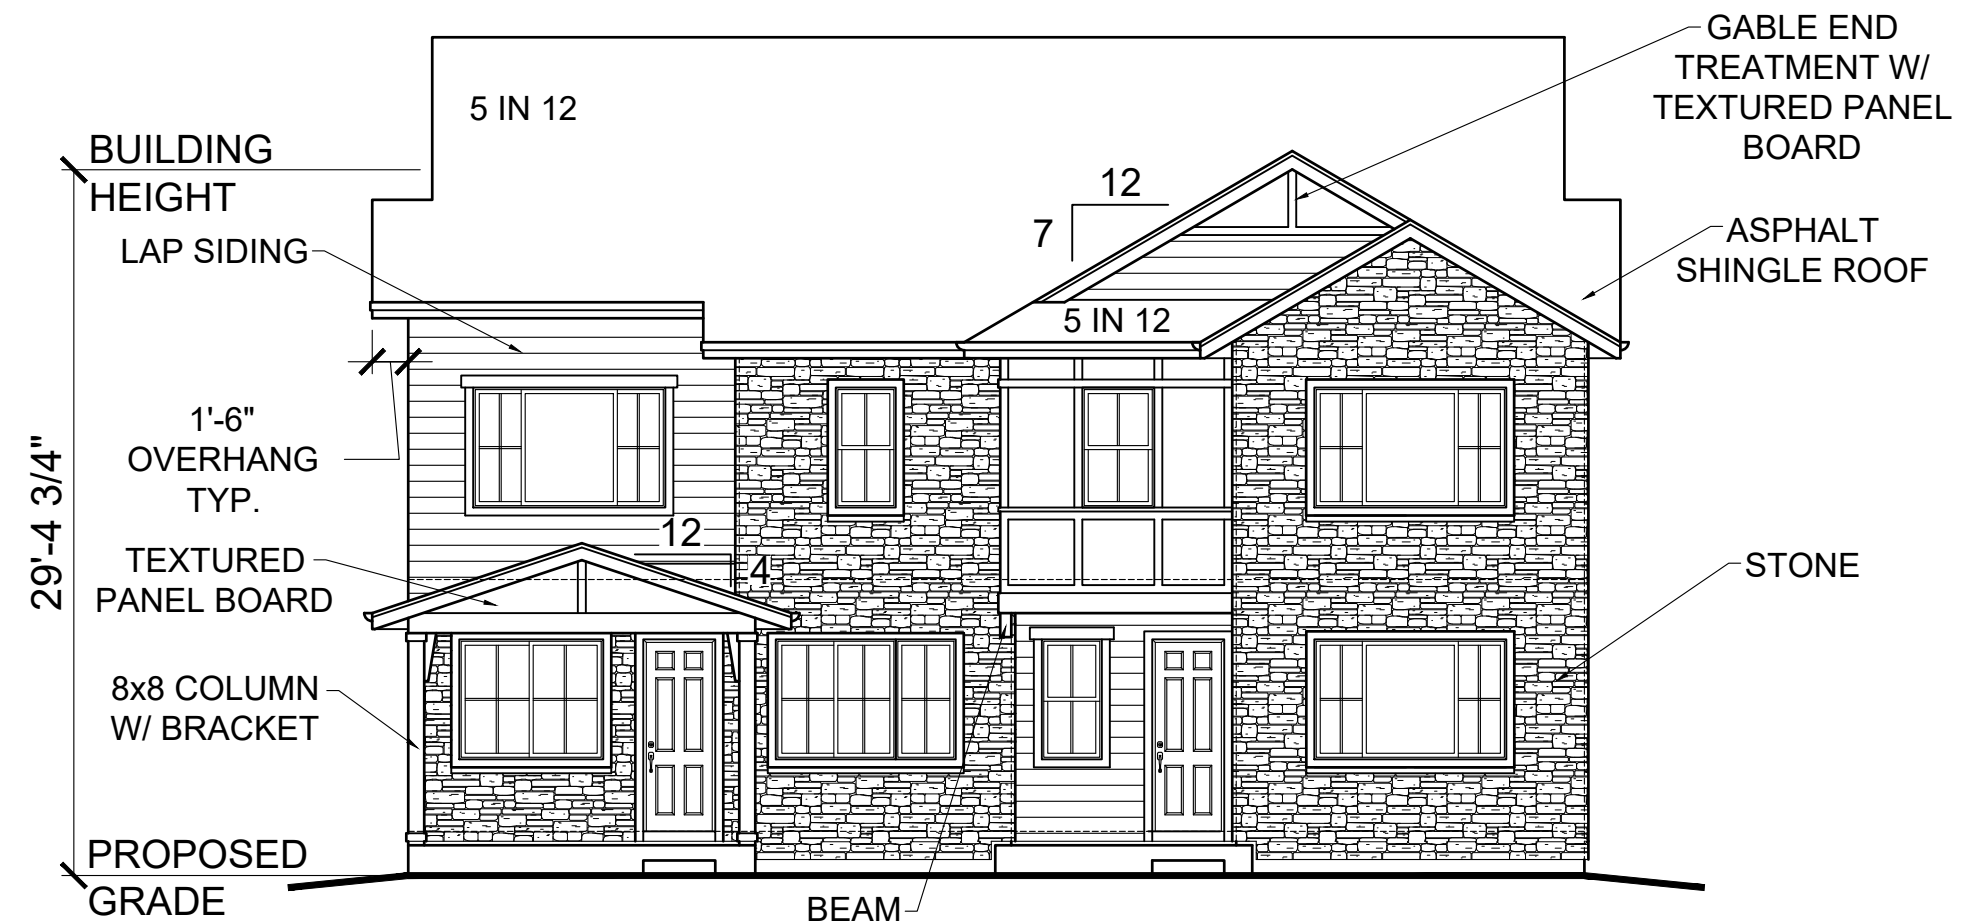 GABLE END
TREATMENT W/
TEXTURED PANEL
BOARD
5 IN 12
BUILDING
HEIGHT
12
7
LAP SIDING
ASPHALT
SHINGLE ROOF
5 IN 12
1'-6"
OVERHANG
TYP.
29'-4 3/4"
12
4
TEXTURED
PANEL BOARD
STONE
8x8 COLUMN
W/ BRACKET
PROPOSED
GRADE
BEAM